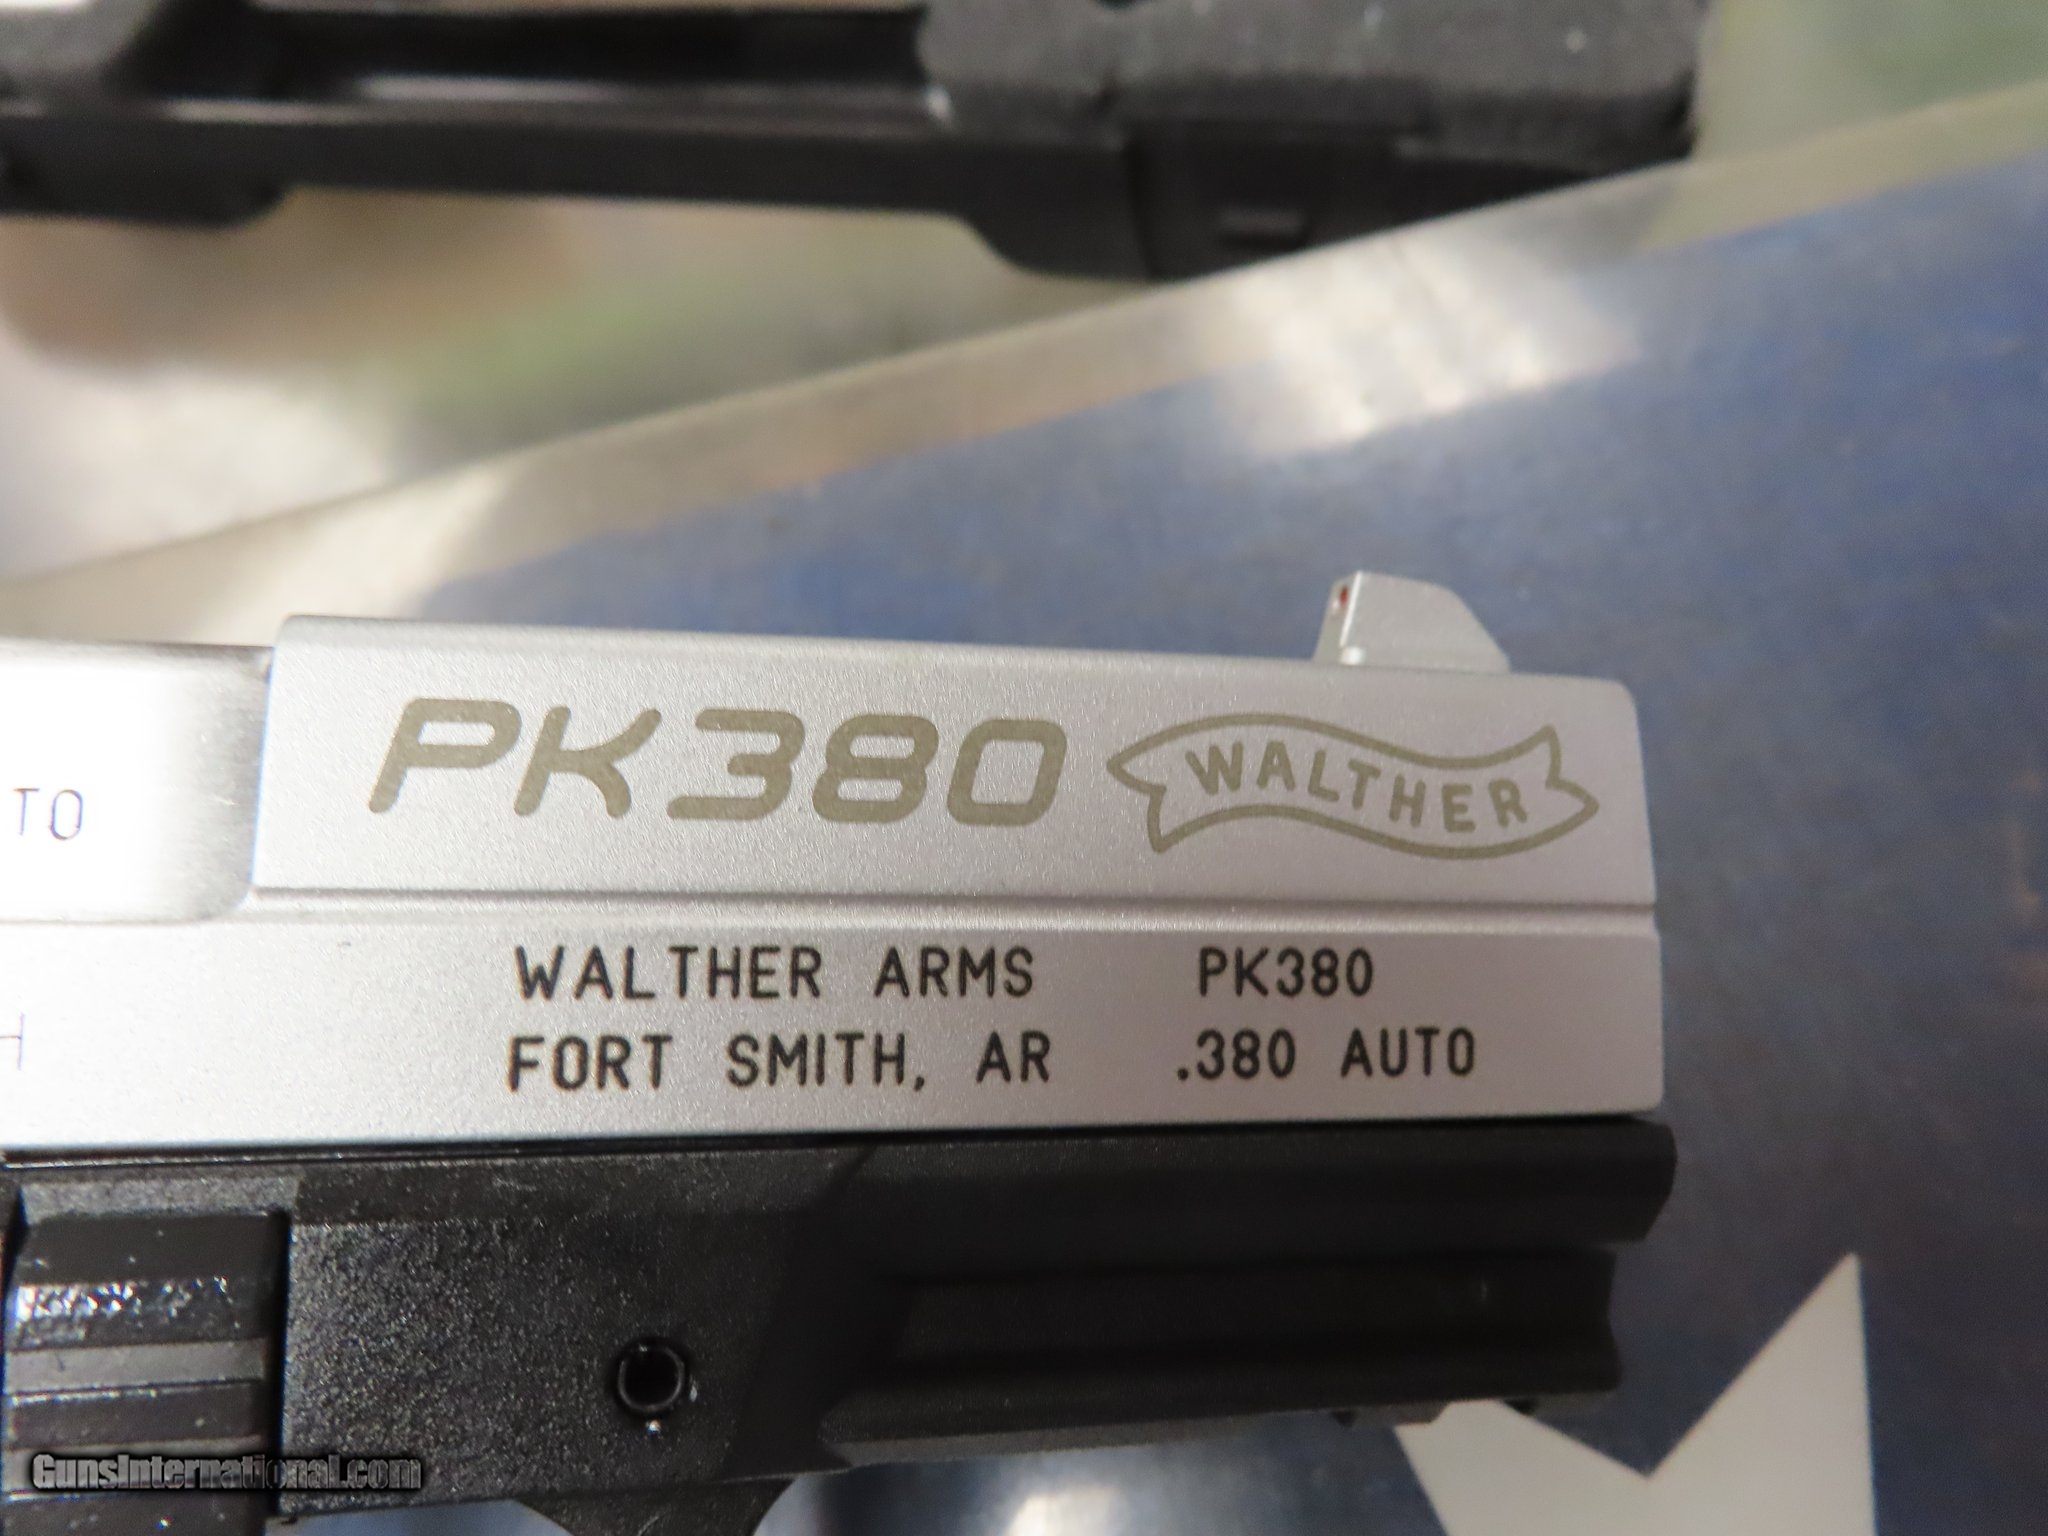 PK380 WALTHER
TO
WALTHER ARMS PK380
FORT SMITH, AR .380 AUTO
H
GunsInternational.com